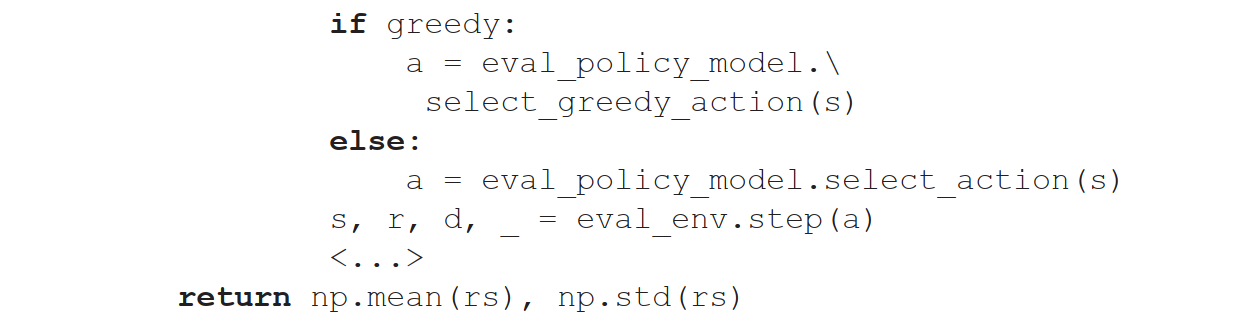 if greedy:
a = eval_policy_model.\
select_greedy_action(s)
else:
a = eval_policy_model.select_action(s)
s, r, d, _ = eval_env.step(a)
<...>
return np.mean(rs), np.std(rs)